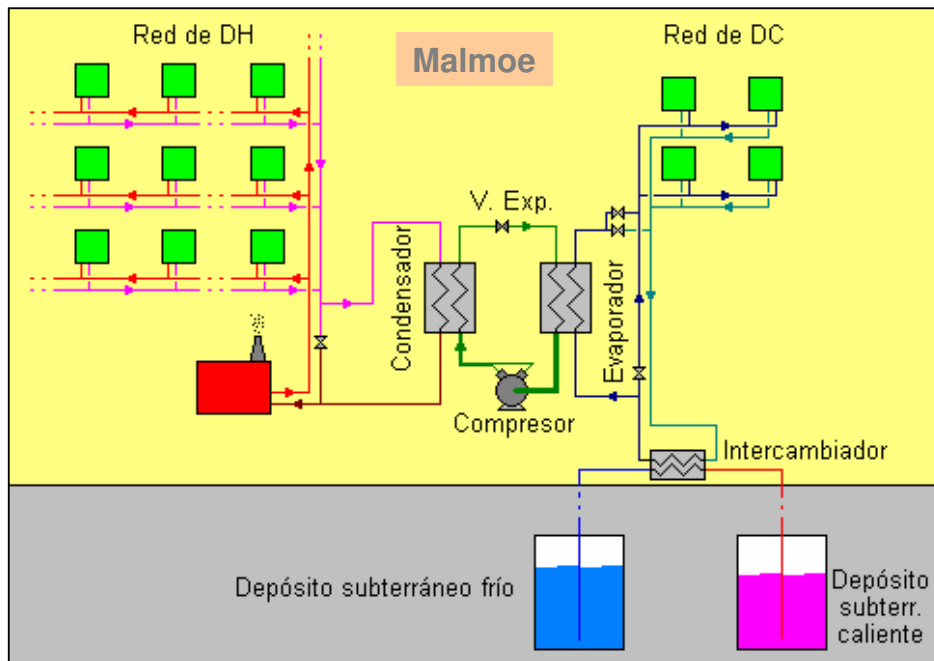 Red de DH
Malmoe
Red de DC
V. Exp.
Condensador
Evaporador
Compresor
Intercambiador
Depósito subterráneo frío
Depósito
subterr.
caliente